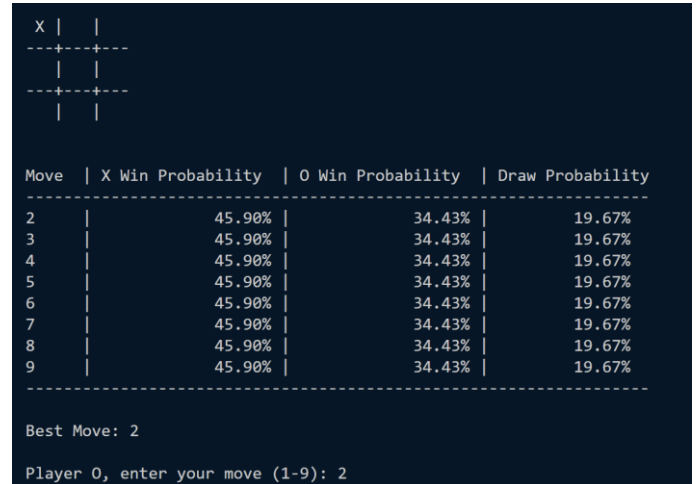 X |   |
---+---+---
   |   |
---+---+---
   |   |
Move   | X Win Probability  | O Win Probability  | Draw Probability
------------------------------------------------------------------
2      |             45.90% |             34.43% |       19.67%
3      |             45.90% |             34.43% |       19.67%
4      |             45.90% |             34.43% |       19.67%
5      |             45.90% |             34.43% |       19.67%
6      |             45.90% |             34.43% |       19.67%
7      |             45.90% |             34.43% |       19.67%
8      |             45.90% |             34.43% |       19.67%
9      |             45.90% |             34.43% |       19.67%
------------------------------------------------------------------
Best Move: 2
Player O, enter your move (1-9): 2